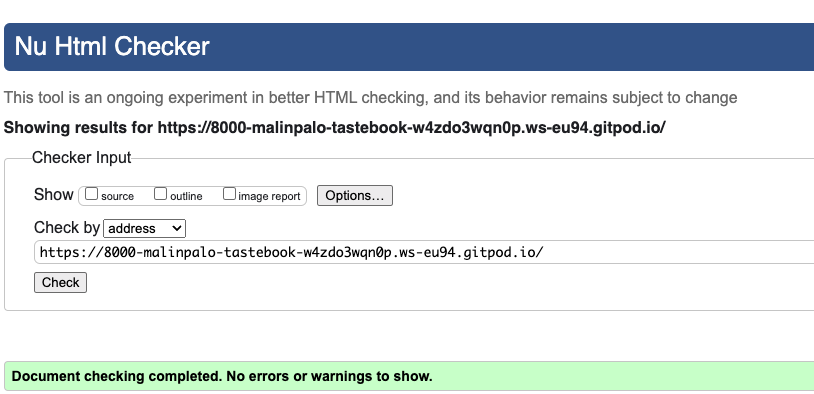 Nu Html Checker
This tool is an ongoing experiment in better HTML checking, and its behavior remains subject to change
Showing results for https://8000-malinpalo-tastebook-w4zdo3wqn0p.ws-eu94.gitpod.io/
Checker Input
Show source outline image report Options...
Check by address
https://8000-malinpalo-tastebook-w4zdo3wqn0p.ws-eu94.gitpod.io/
Check
Document checking completed. No errors or warnings to show.